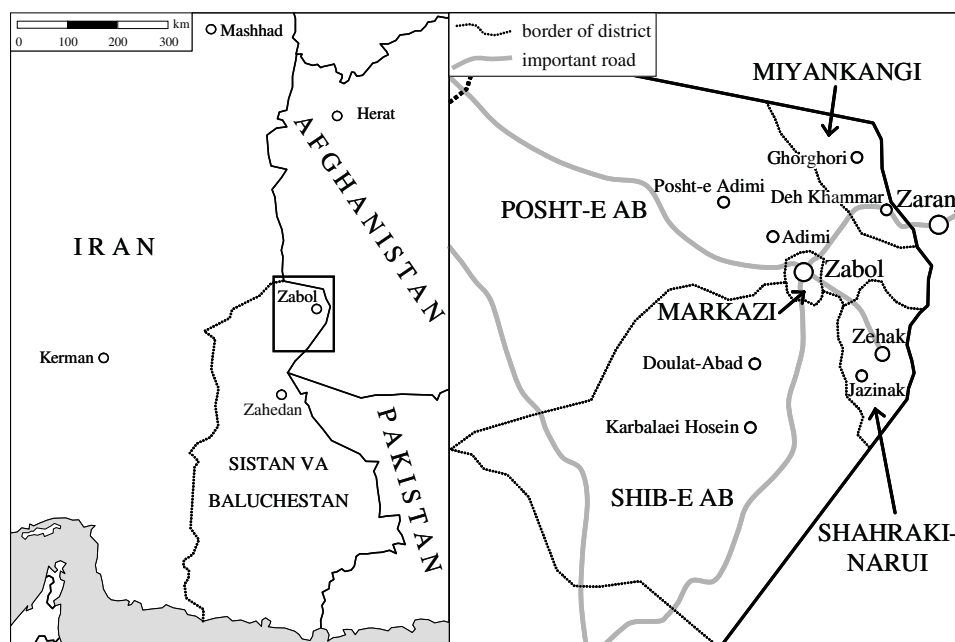 0 100 200 300 km
Mashhad
Herat
AFGHANISTAN
IRAN
Zabol
Kerman
Zahedan
SISTAN VA
BALUCHESTAN
PAKISTAN
border of district
important road
MIYANKANGI
Ghorghori
Posht-e Adimi
Deh Khammar
Zaranj
POSHT-E AB
Adimi
Zabol
MARKAZI
Zehak
Doulat-Abad
Jazinak
Karbalaei Hosein
SHIB-E AB
SHAHRAKI-
NARUI